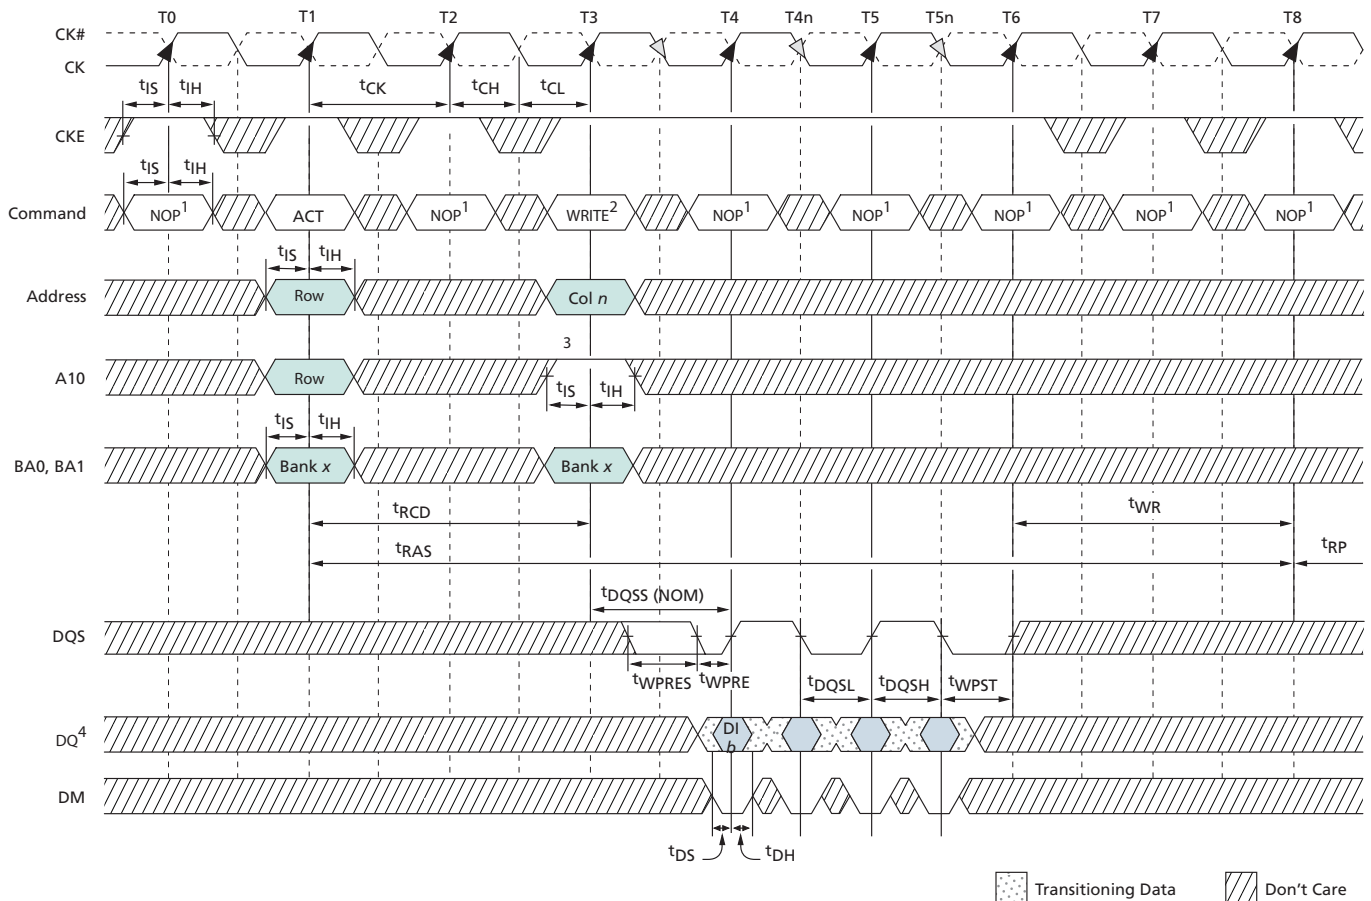 T0 T1 T2 T3 T4 T4n T5 T5n T6 T7 T8
CK#
CK
tIS tIH tCK tCH tCL
CKE
tIS tIH
Command NOP1 ACT NOP1 WRITE2 NOP1 NOP1 NOP1 NOP1 NOP1
tIS tIH
Address Row Col n
3
A10 Row
tIS tIH
tIS tIH
BA0, BA1 Bank x Bank x
tRCD tWR
tRAS tRP
tDQSS (NOM)
DQS
tWPRES tWPRE tDQSL tDQSH tWPST
DQ4 DI
b
DM
tDS tDH
Transitioning Data Don't Care